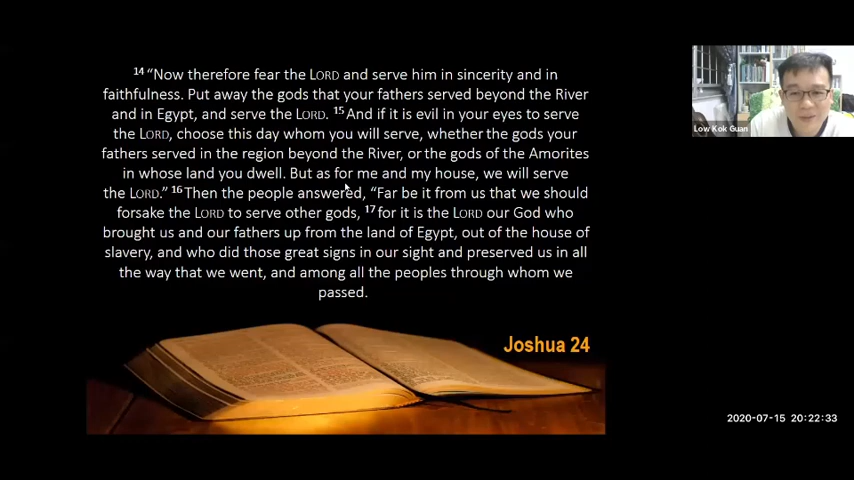 14 “Now therefore fear the LORD and serve him in sincerity and in
faithfulness. Put away the gods that your fathers served beyond the River
and in Egypt, and serve the LORD. 15 And if it is evil in your eyes to serve
the LORD, choose this day whom you will serve, whether the gods your
fathers served in the region beyond the River, or the gods of the Amorites
in whose land you dwell. But as for me and my house, we will serve
the LORD.” 16 Then the people answered, “Far be it from us that we should
forsake the LORD to serve other gods, 17 for it is the LORD our God who
brought us and our fathers up from the land of Egypt, out of the house of
slavery, and who did those great signs in our sight and preserved us in all
the way that we went, and among all the peoples through whom we
passed.
Joshua 24
Low Kok Guan
2020-07-15 20:22:33